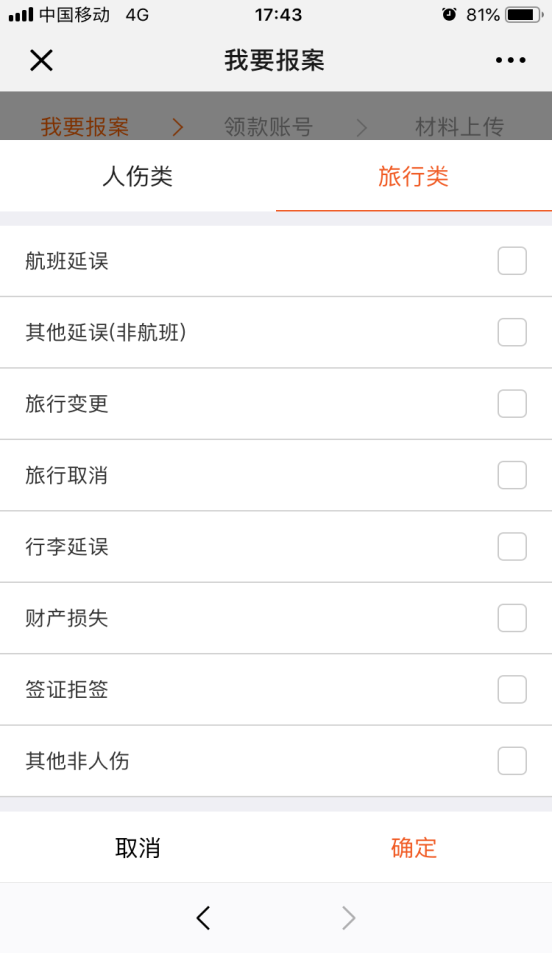 中国移动 4G 17:43 81%
我要报案
我要报案 领款账号 材料上传
人伤类 旅行类
航班延误
其他延误(非航班)
旅行变更
旅行取消
行李延误
财产损失
签证拒签
其他非人伤
取消 确定